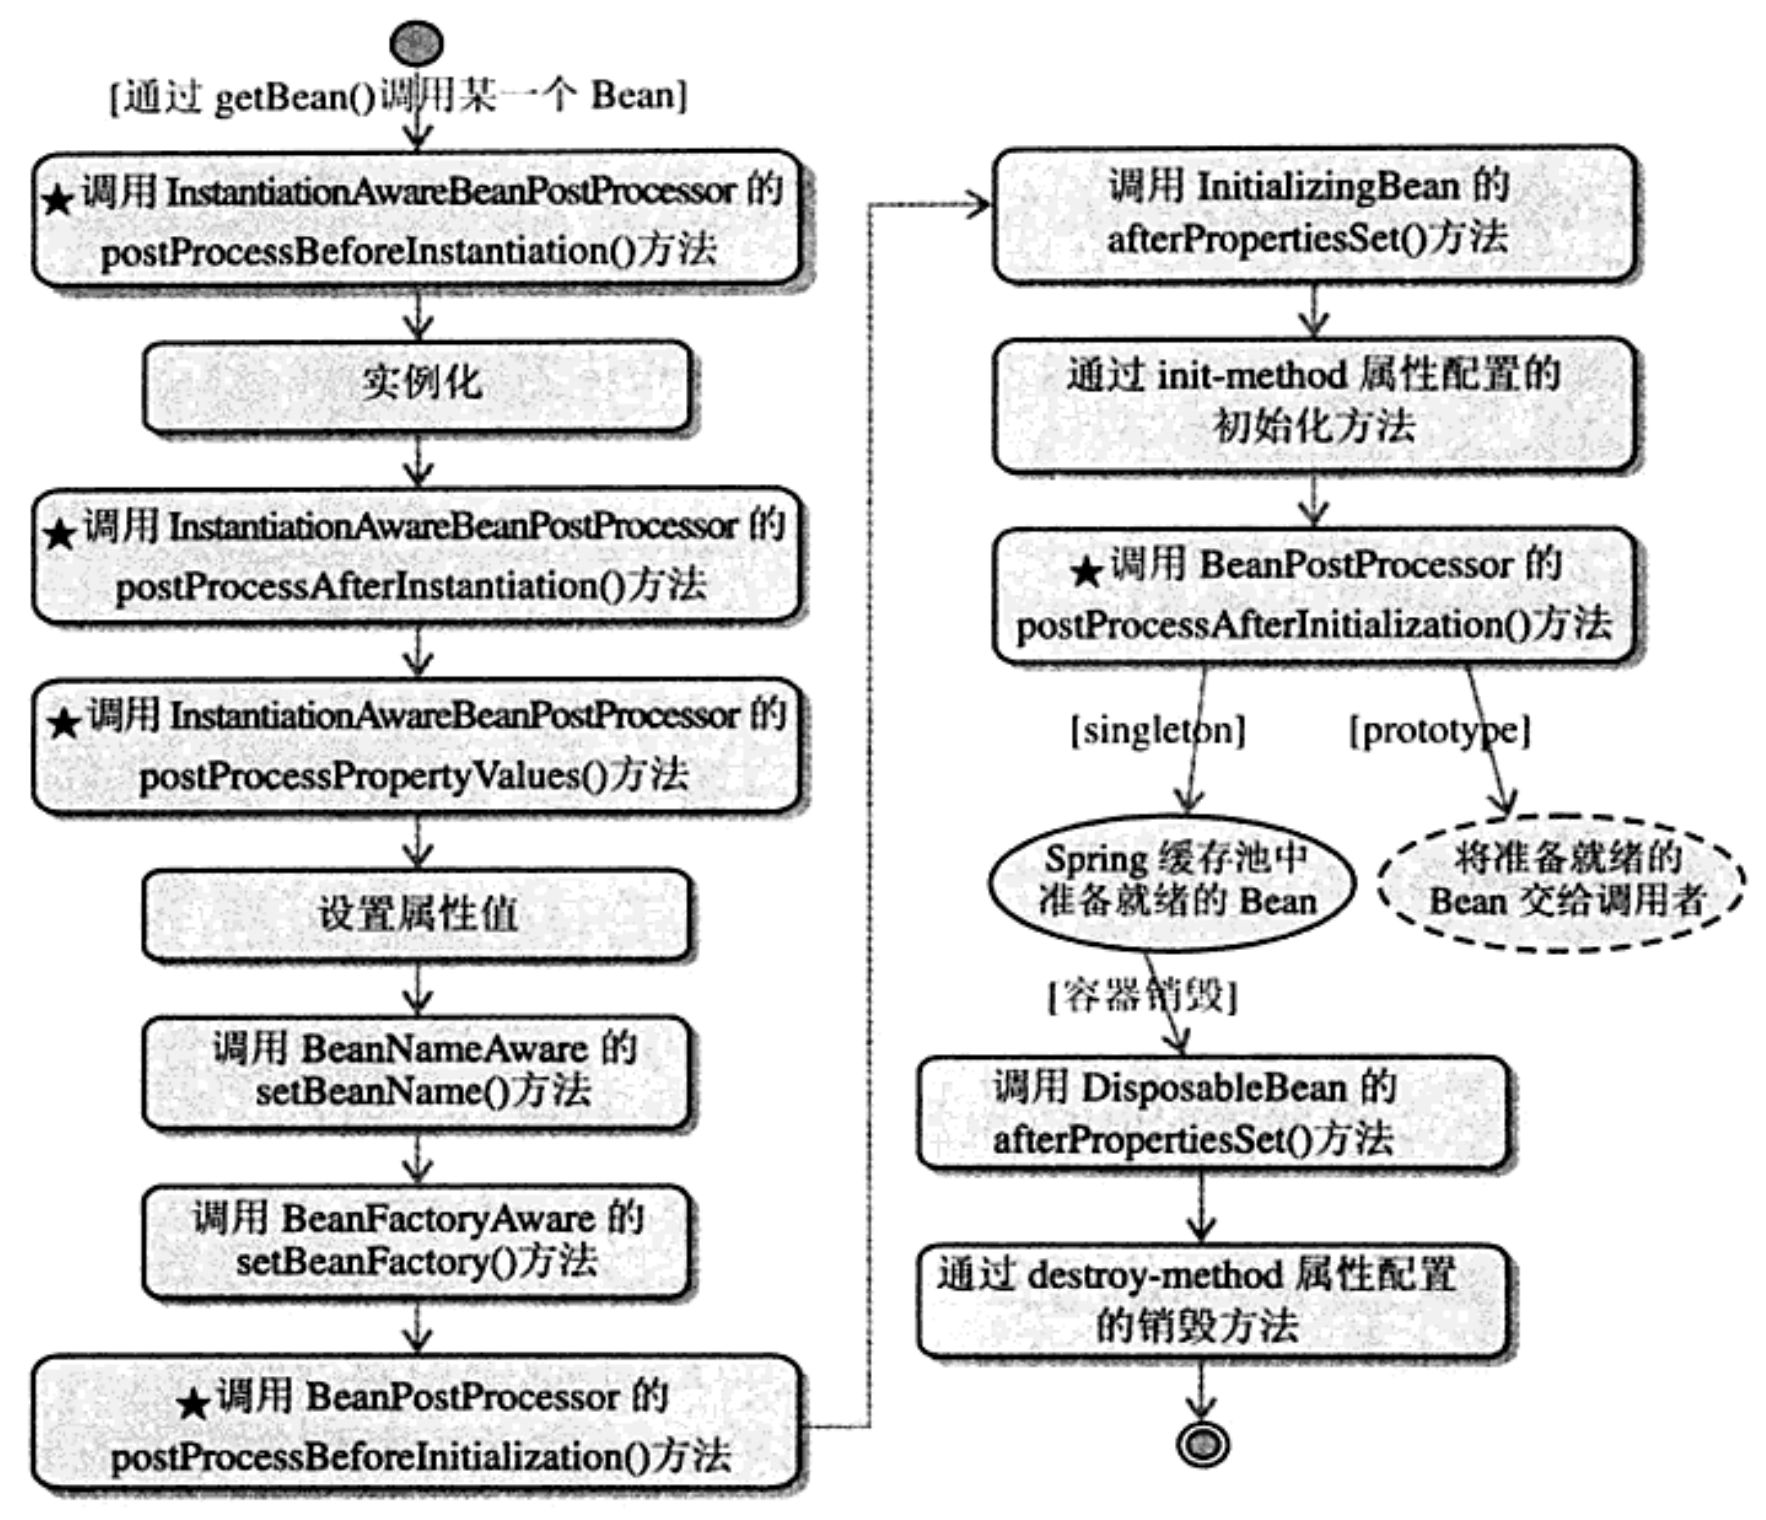 [通过 getBean()调用某一个 Bean]
★调用 InstantiationAwareBeanPostProcessor 的
postProcessBeforeInstantiation()方法
实例化
★调用 InstantiationAwareBeanPostProcessor 的
postProcessAfterInstantiation()方法
★调用 InstantiationAwareBeanPostProcessor 的
postProcessPropertyValues()方法
设置属性值
调用 BeanNameAware 的
setBeanName()方法
调用 BeanFactoryAware 的
setBeanFactory()方法
★调用 BeanPostProcessor 的
postProcessBeforeInitialization()方法
调用 InitializingBean 的
afterPropertiesSet()方法
通过 init-method 属性配置的
初始化方法
★调用 BeanPostProcessor 的
postProcessAfterInitialization()方法
[singleton]
[prototype]
Spring 缓存池中
准备就绪的 Bean
将准备就绪的
Bean 交给调用者
[容器销毁]
调用 DisposableBean 的
afterPropertiesSet()方法
通过 destroy-method 属性配置
的销毁方法